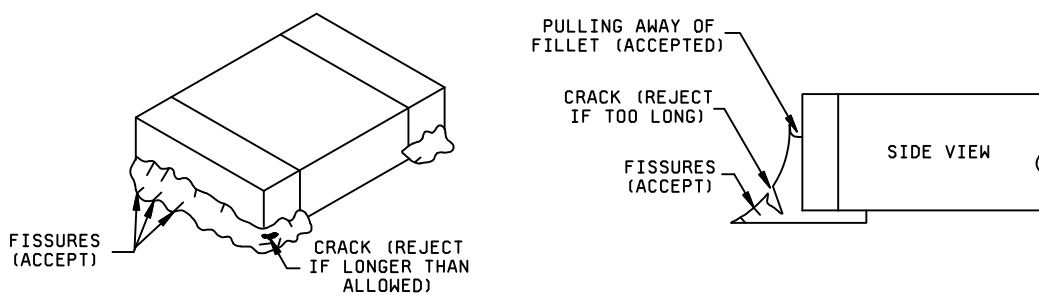 FISSURES
(ACCEPT)
CRACK (REJECT
IF LONGER THAN
ALLOWED)
PULLING AWAY OF
FILLET (ACCEPTED)
CRACK (REJECT
IF TOO LONG)
FISSURES
(ACCEPT)
SIDE VIEW